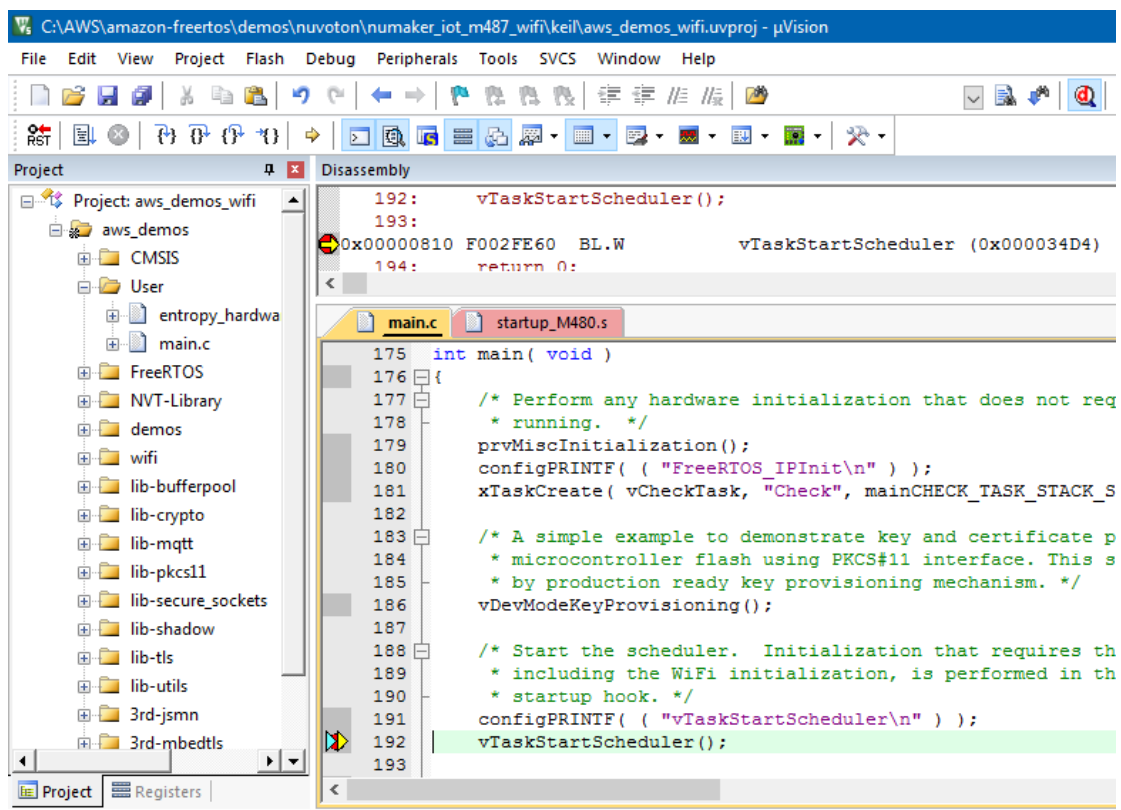 C:\AWS\amazon-freertos\demos\nuvoton\numaker_iot_m487_wifi\keil\aws_demos_wifi.uvproj - µVision
File Edit View Project Flash Debug Peripherals Tools SVCS Window Help
RST
Project
Project: aws_demos_wifi
aws_demos
CMSIS
User
entropy_hardwa
main.c
FreeRTOS
NVT-Library
demos
wifi
lib-bufferpool
lib-crypto
lib-mqtt
lib-pkcs11
lib-secure_sockets
lib-shadow
lib-tls
lib-utils
3rd-jsmn
3rd-mbedtls
Project Registers
Disassembly
192: vTaskStartScheduler();
193:
0x00000810 F002FE60 BL.W vTaskStartScheduler (0x000034D4)
194: return 0;
main.c startup_M480.s
175 int main( void )
176 {
177 /* Perform any hardware initialization that does not req
178 * running. */
179 prvMiscInitialization();
180 configPRINTF( ( "FreeRTOS_IPInit\n" ) );
181 xTaskCreate( vCheckTask, "Check", mainCHECK_TASK_STACK_S
182
183 /* A simple example to demonstrate key and certificate p
184 * microcontroller flash using PKCS#11 interface. This s
185 * by production ready key provisioning mechanism. */
186 vDevModeKeyProvisioning();
187
188 /* Start the scheduler. Initialization that requires th
189 * including the WiFi initialization, is performed in th
190 * startup hook. */
191 configPRINTF( ( "vTaskStartScheduler\n" ) );
192 vTaskStartScheduler();
193